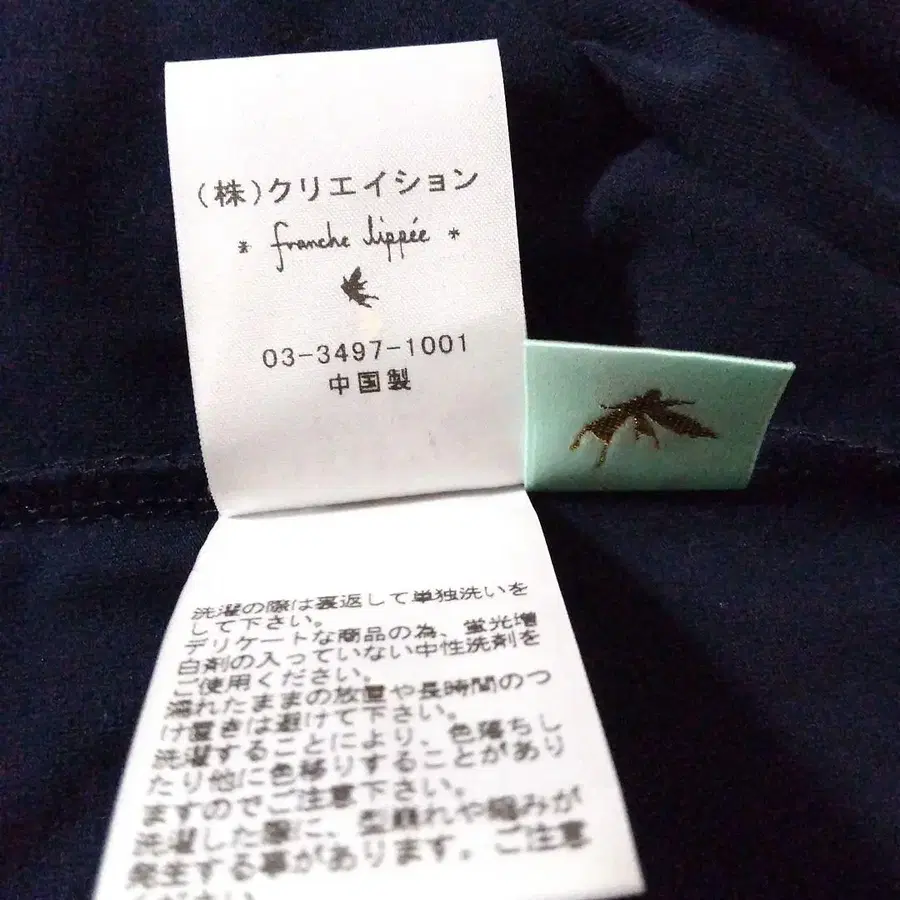 (株)クリエイション
* franche lippée *
03-3497-1001
中国製
洗濯の際は裏返して単独洗いを
して下さい。
デリケートな商品の為、蛍光増
白剤の入っていない中性洗剤を
ご使用ください。
濡れたままの放置や長時間のつ
け置きは避けて下さい。
洗濯することにより、色落ちし
たり他に色移りすることがあり
ますのでご注意下さい。
洗濯した際に、型崩れや縮みが
発生する事があります。ご注意
ください。